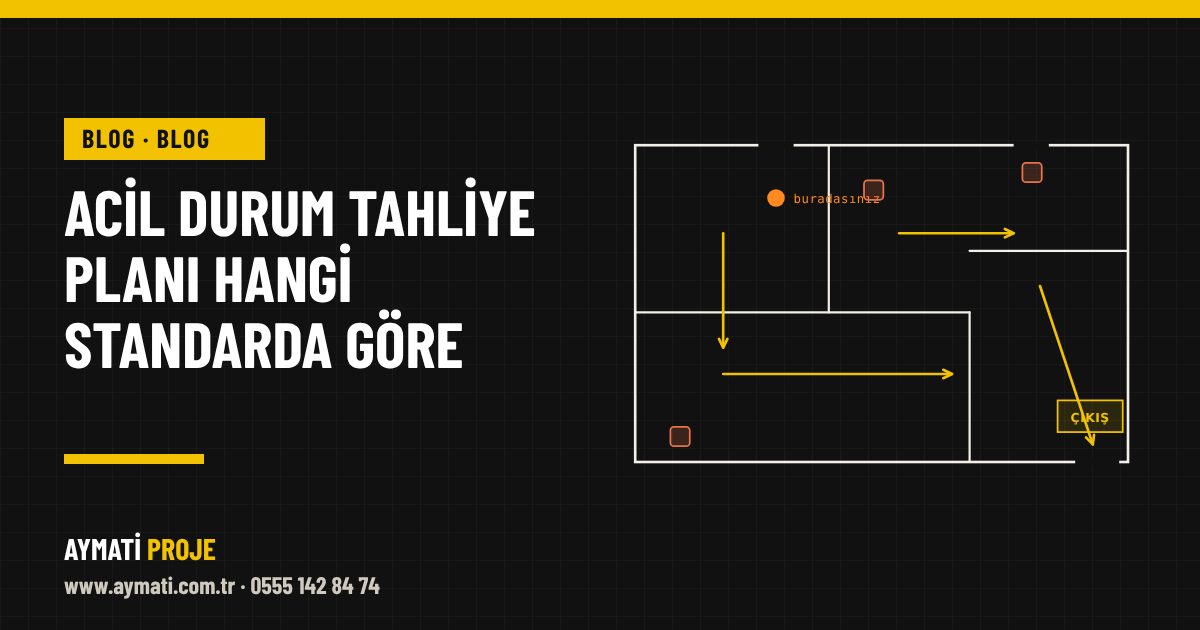 BLOG · BLOG
ACİL DURUM TAHLİYE
PLANI HANGİ
STANDARDA GÖRE
AYMATİ PROJE
www.aymati.com.tr · 0555 142 84 74
buradasınız
ÇIKIŞ